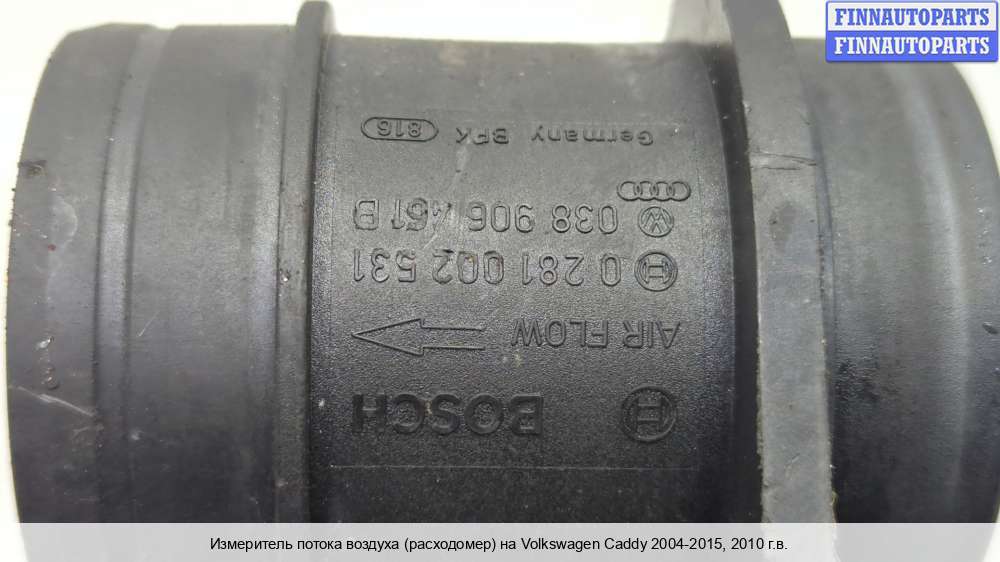 FINNAUTOPARTS
FINNAUTOPARTS
BOSCH
AIR FLOW
0 281 002 531
038 906 461 B
Germany BPK 816
Измеритель потока воздуха (расходомер) на Volkswagen Caddy 2004-2015, 2010 г.в.